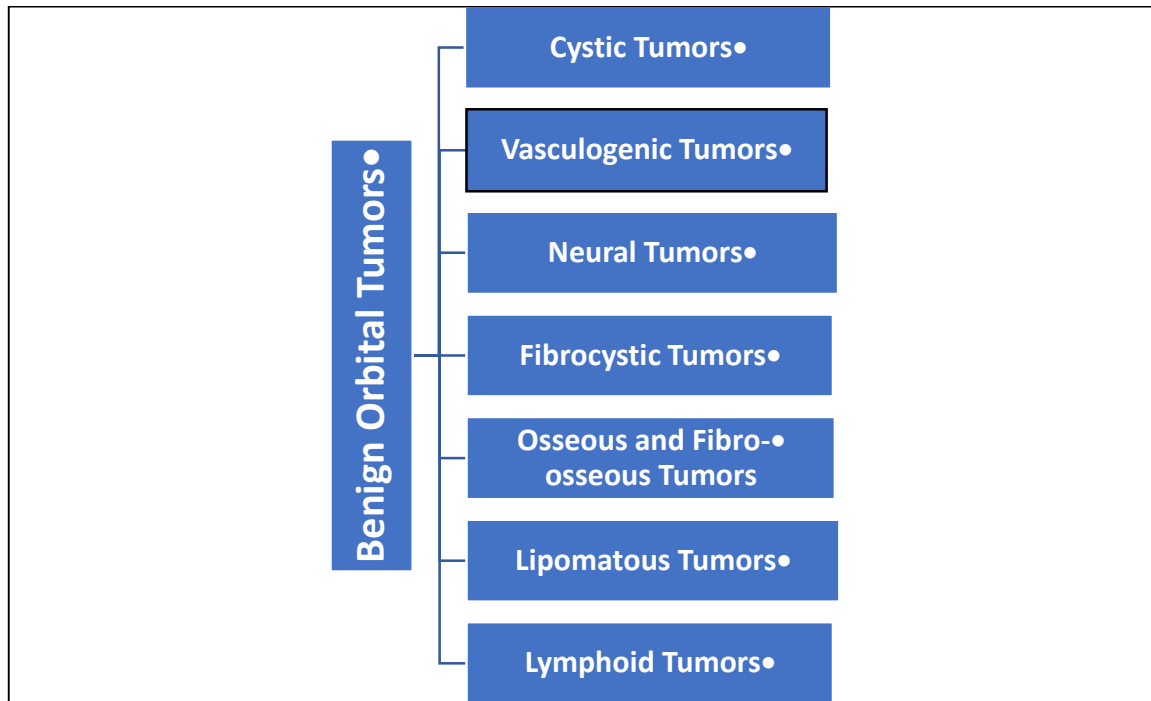 Benign Orbital Tumors•
Cystic Tumors•
Vasculogenic Tumors•
Neural Tumors•
Fibrocystic Tumors•
Osseous and Fibro-•
osseous Tumors
Lipomatous Tumors•
Lymphoid Tumors•